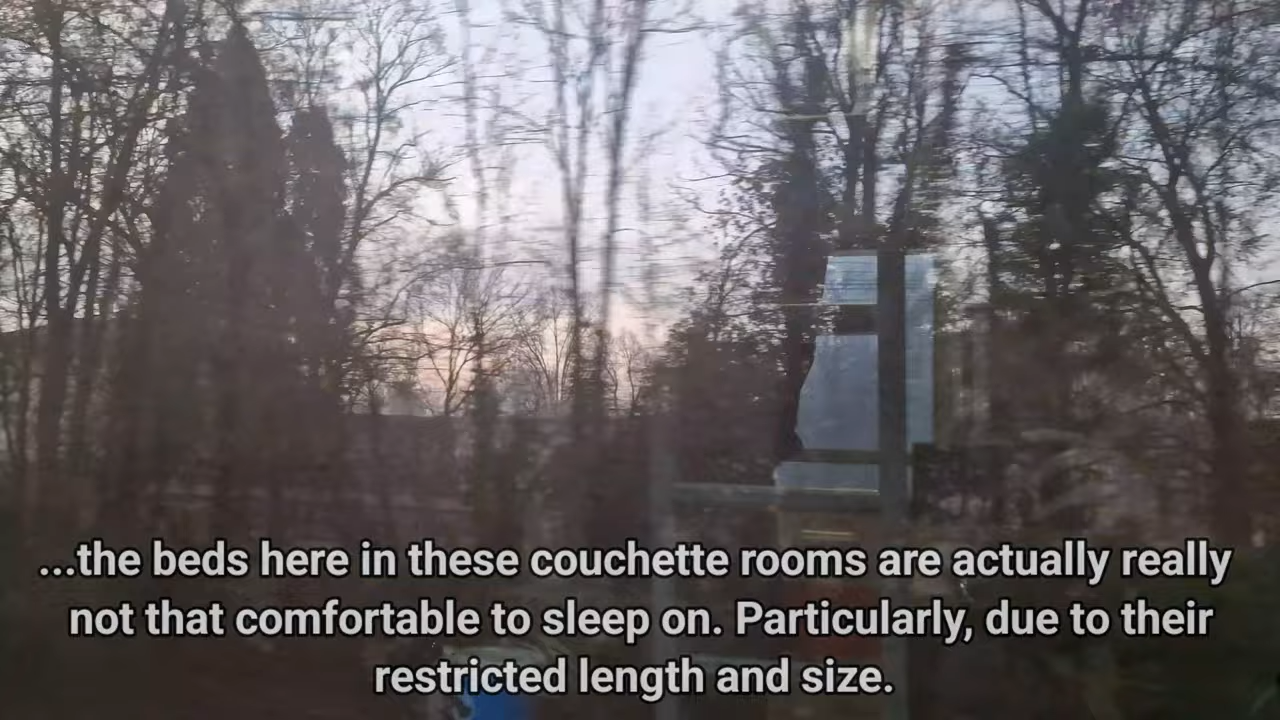 ...the beds here in these couchette rooms are actually really
not that comfortable to sleep on. Particularly, due to their
restricted length and size.